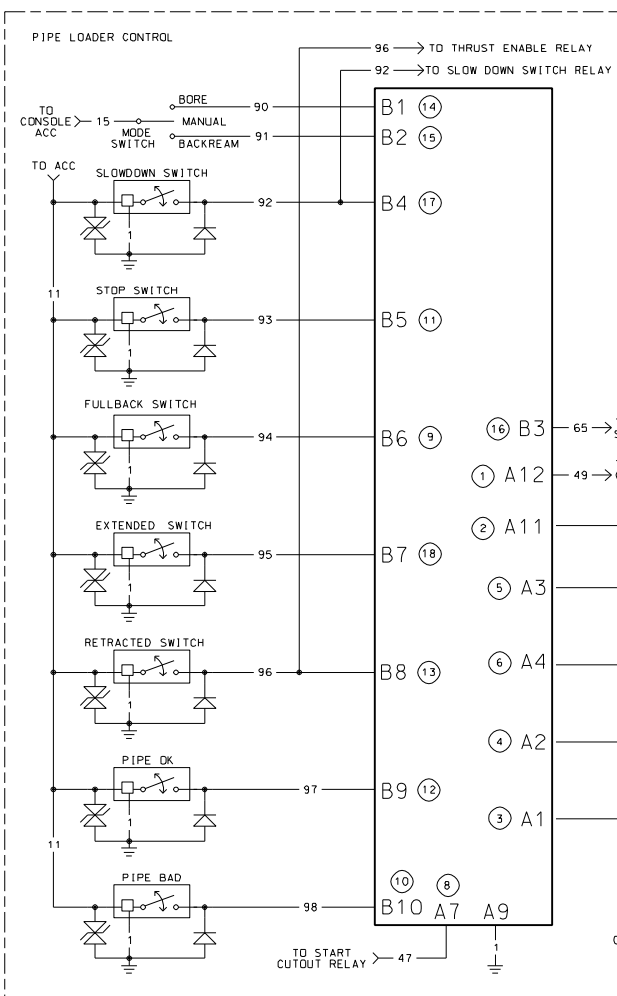 PIPE LOADER CONTROL
96 TO THRUST ENABLE RELAY
92 TO SLOW DOWN SWITCH RELAY
TO CONSOLE ACC
15
MODE SWITCH
BORE
MANUAL
BACKREAM
90
91
B1 14
B2 15
TO ACC
SLOWDOWN SWITCH
1
92
B4 17
11
STOP SWITCH
1
93
B5 11
FULLBACK SWITCH
1
94
B6 9
16 B3 65
1 A12 49
EXTENDED SWITCH
1
95
B7 18
2 A11
5 A3
RETRACTED SWITCH
1
96
B8 13
6 A4
4 A2
PIPE OK
1
97
B9 12
3 A1
11
PIPE BAD
1
98
10
B10
8
A7
A9
1
TO START
CUTOUT RELAY
47